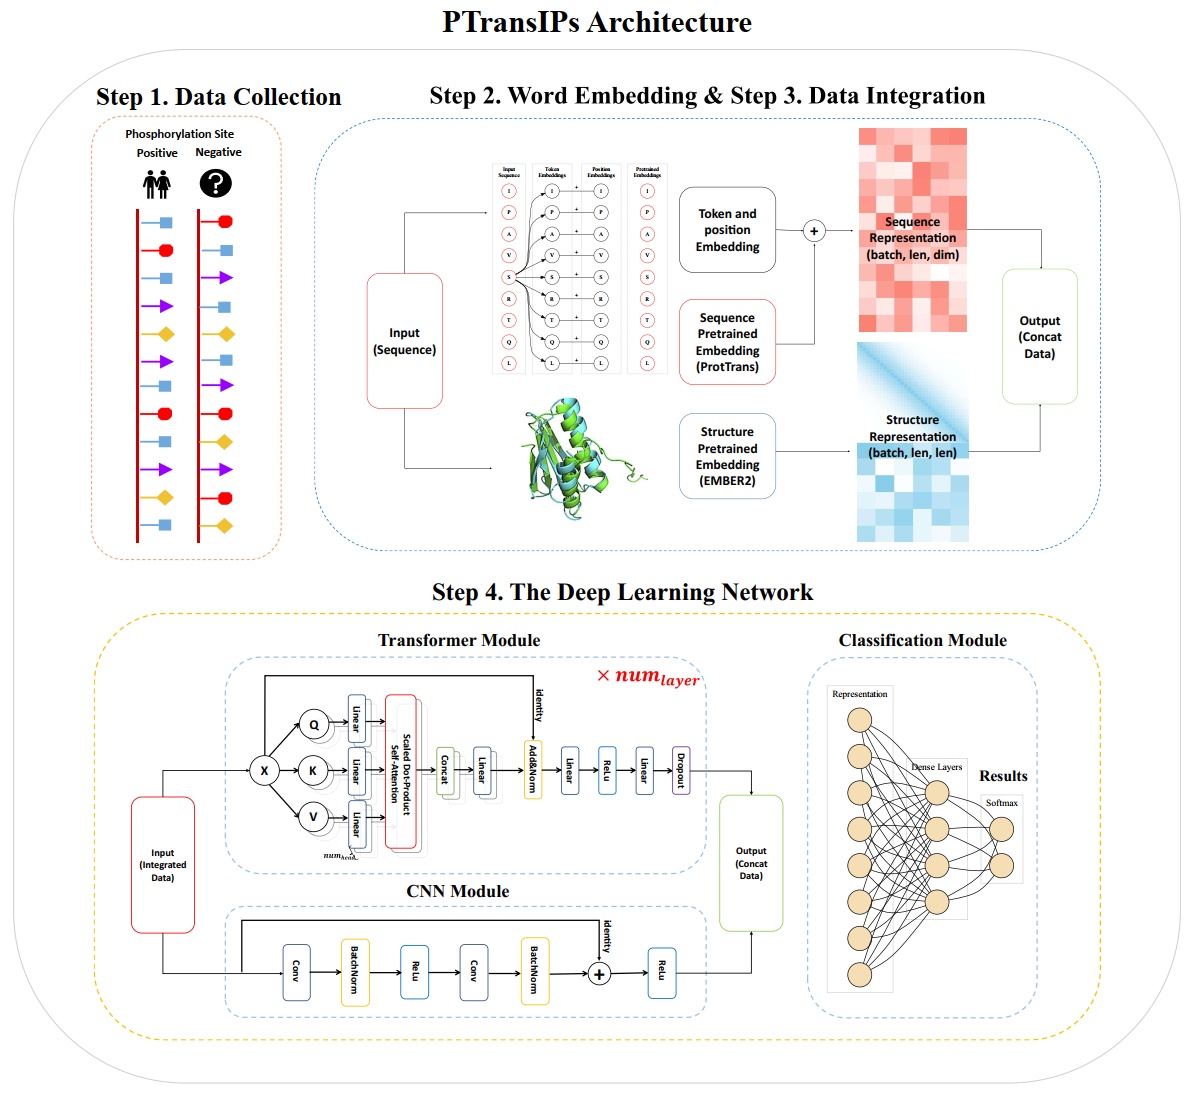 PTransIPs Architecture
Step 1. Data Collection
Phosphorylation Site
Positive
Negative
?
Step 2. Word Embedding & Step 3. Data Integration
Input
(Sequence)
Input
Sequence
Token
Embeddings
Position
Embeddings
Pretrained
Embeddings
I I + I I
P P + P P
A A + A A
V V + V V
S S + S S
R R + R R
T T + T T
Q Q + Q Q
L L + L L
Token and
position
Embedding
+
Sequence
Pretrained
Embedding
(ProtTrans)
Structure
Pretrained
Embedding
(EMBER2)
Sequence
Representation
(batch, len, dim)
Structure
Representation
(batch, len, len)
Output
(Concat
Data)
Step 4. The Deep Learning Network
Transformer Module
× num_layer
identity
Input
(Integrated
Data)
X
Q
K
V
Linear
Linear
Linear
num_head
Scaled Dot-Product
Self-Attention
Concat
Linear
Add&Norm
Linear
ReLu
Linear
Dropout
CNN Module
identity
Conv
BatchNorm
ReLu
Conv
BatchNorm
+
ReLu
Output
(Concat
Data)
Classification Module
Representation
Dense Layers
Results
Softmax